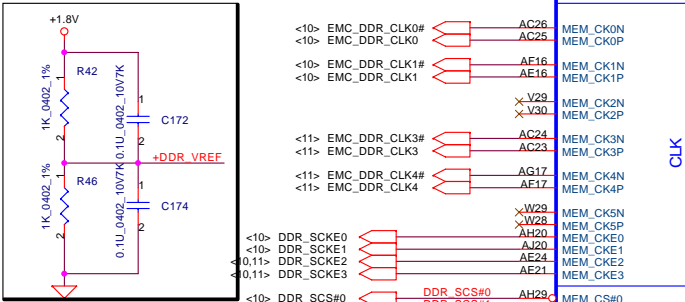 +1.8V
1
R42
1K_0402_1%
2
1
C172
0.1U_0402_10V7K
2
+DDR_VREF
1
R46
1K_0402_1%
2
1
C174
0.1U_0402_10V7K
2
<10> EMC_DDR_CLK0# AC26 MEM_CK0N
<10> EMC_DDR_CLK0 AC25 MEM_CK0P
<10> EMC_DDR_CLK1# AF16 MEM_CK1N
<10> EMC_DDR_CLK1 AE16 MEM_CK1P
V29 MEM_CK2N
V30 MEM_CK2P
<11> EMC_DDR_CLK3# AC24 MEM_CK3N
<11> EMC_DDR_CLK3 AC23 MEM_CK3P
<11> EMC_DDR_CLK4# AG17 MEM_CK4N
<11> EMC_DDR_CLK4 AF17 MEM_CK4P
W29 MEM_CK5N
W28 MEM_CK5P
<10> DDR_SCKE0 AH20 MEM_CKE0
<10> DDR_SCKE1 AJ20 MEM_CKE1
<10,11> DDR_SCKE2 AE24 MEM_CKE2
<10,11> DDR_SCKE3 AE21 MEM_CKE3
<10> DDR_SCS#0 DDR_SCS#0 AH29 MEM_CS#0
CLK